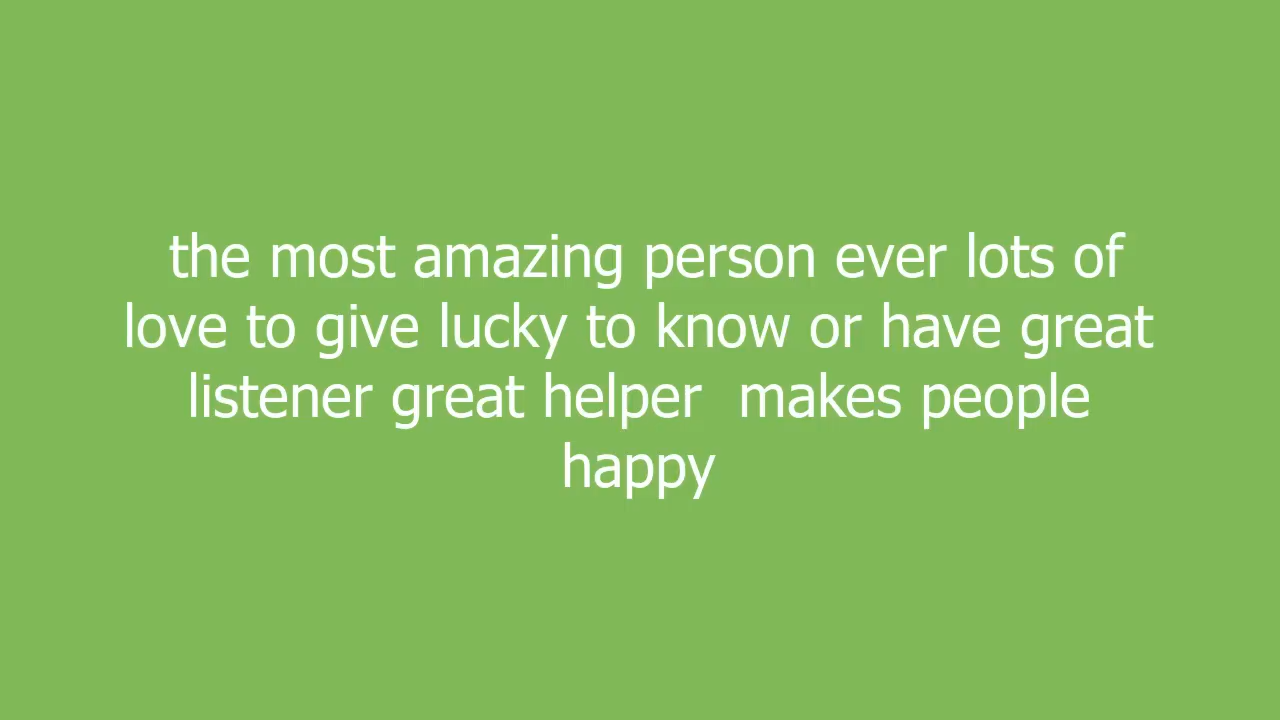 the most amazing person ever lots of
love to give lucky to know or have great
listener great helper  makes people
happy